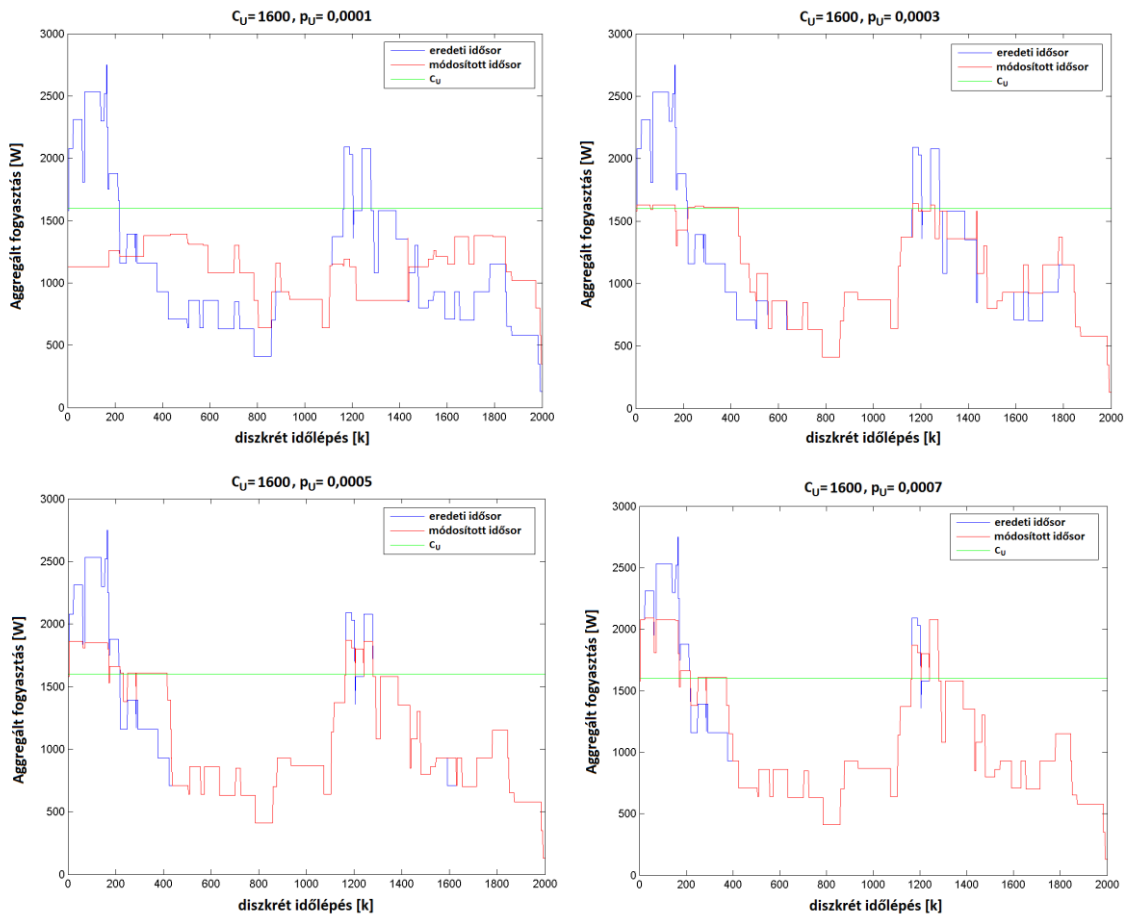 C_U= 1600 , p_U= 0,0001
3000
2500
2000
1500
1000
500
0
Aggregált fogyasztás [W]
eredeti idősor
módosított idősor
C_U
0 200 400 600 800 1000 1200 1400 1600 1800 2000
diszkrét időlépés [k]
C_U= 1600 , p_U= 0,0003
3000
2500
2000
1500
1000
500
0
Aggregált fogyasztás [W]
eredeti idősor
módosított idősor
C_U
0 200 400 600 800 1000 1200 1400 1600 1800 2000
diszkrét időlépés [k]
C_U= 1600 , p_U= 0,0005
3000
2500
2000
1500
1000
500
0
Aggregált fogyasztás [W]
eredeti idősor
módosított idősor
C_U
0 200 400 600 800 1000 1200 1400 1600 1800 2000
diszkrét időlépés [k]
C_U= 1600 , p_U= 0,0007
3000
2500
2000
1500
1000
500
0
Aggregált fogyasztás [W]
eredeti idősor
módosított idősor
C_U
0 200 400 600 800 1000 1200 1400 1600 1800 2000
diszkrét időlépés [k]